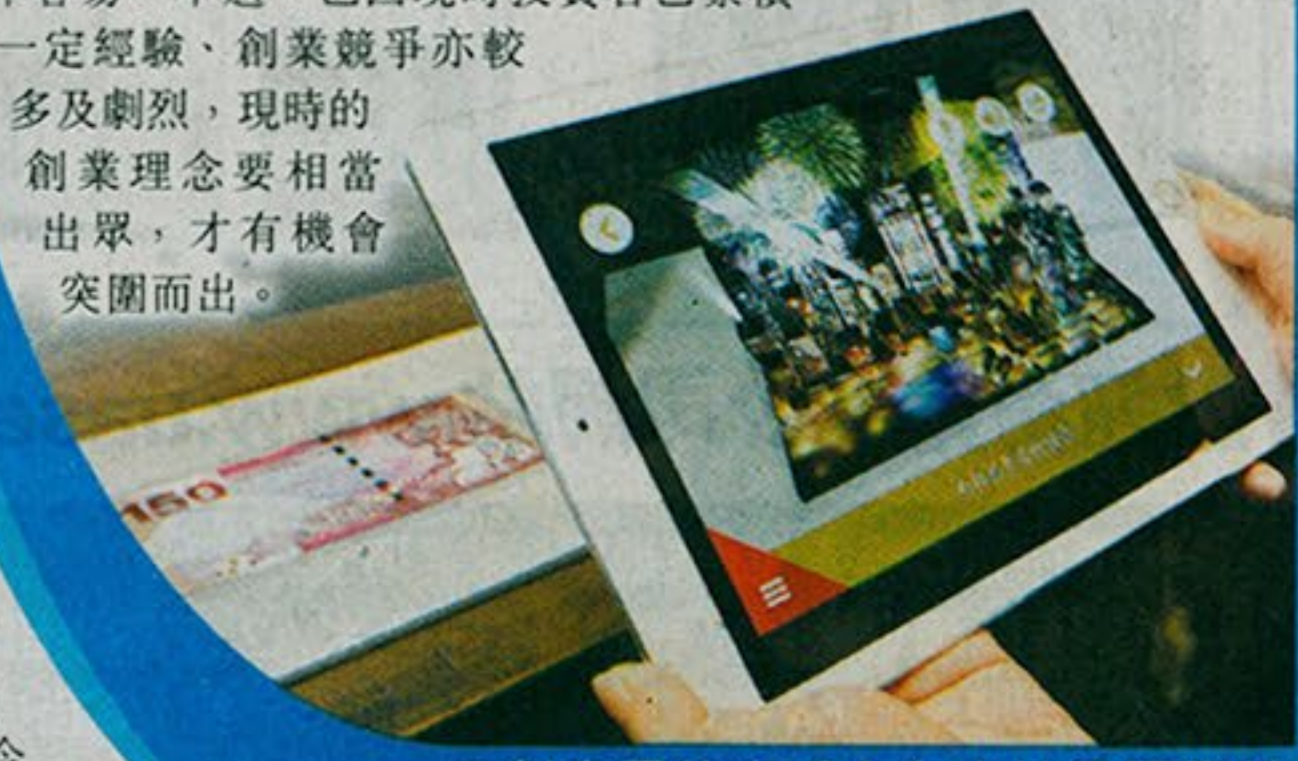 一定經驗、創業競爭亦較
多及劇烈，現時的
創業理念要相當
出眾，才有機會
突圍而出。
150